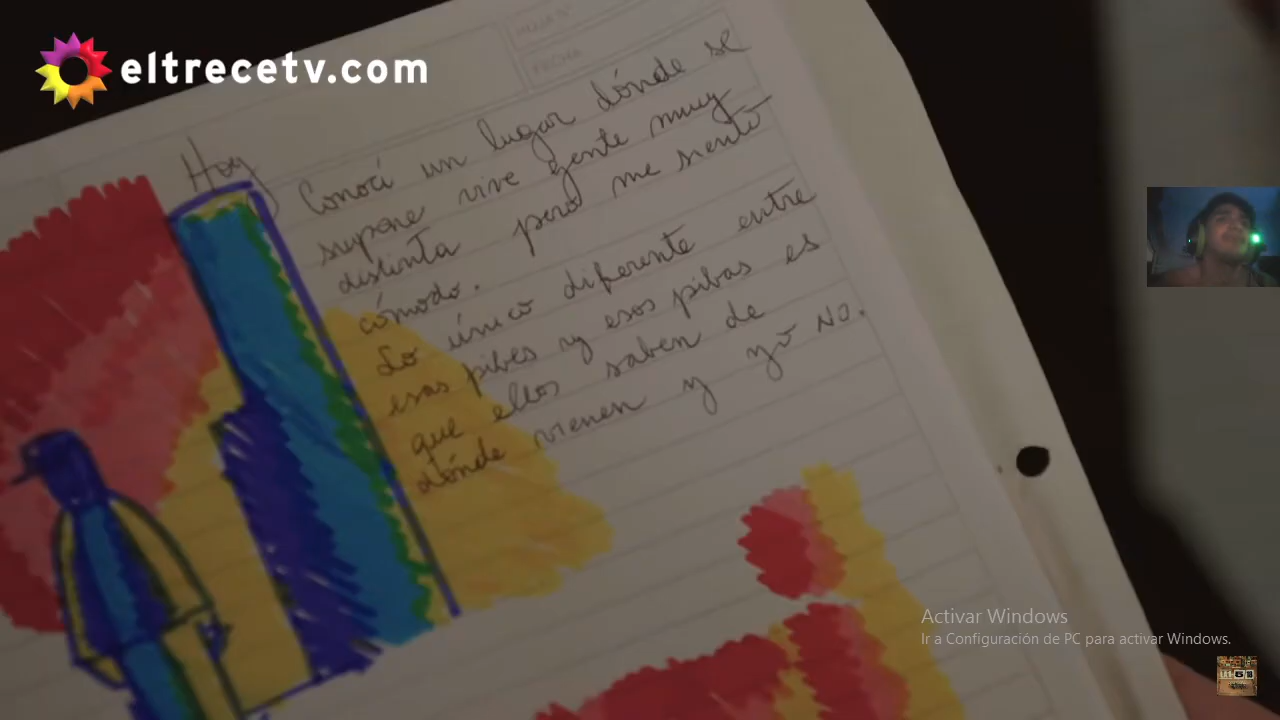 eltrecetv.com
FECHA
Hoy
Conocí un lugar dónde se
supone vive gente muy
distinta pero me siento
cómodo.
Lo único diferente entre
esas pibes y esos pibas es
que ellos saben de
dónde vienen y yo NO.
Activar Windows
Ir a Configuración de PC para activar Windows.